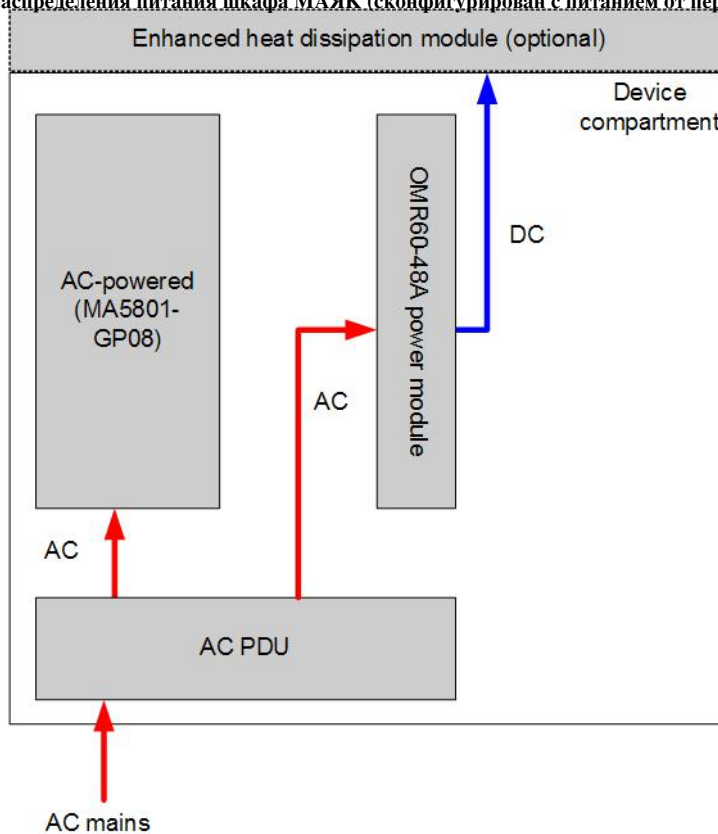 аспределения питания шкафа МАЯК (сконфигурирован с питанием от пер
Enhanced heat dissipation module (optional)
Device
compartment
AC-powered
(MA5801-
GP08)
OMR60-48A power module
DC
AC
AC
AC PDU
AC mains